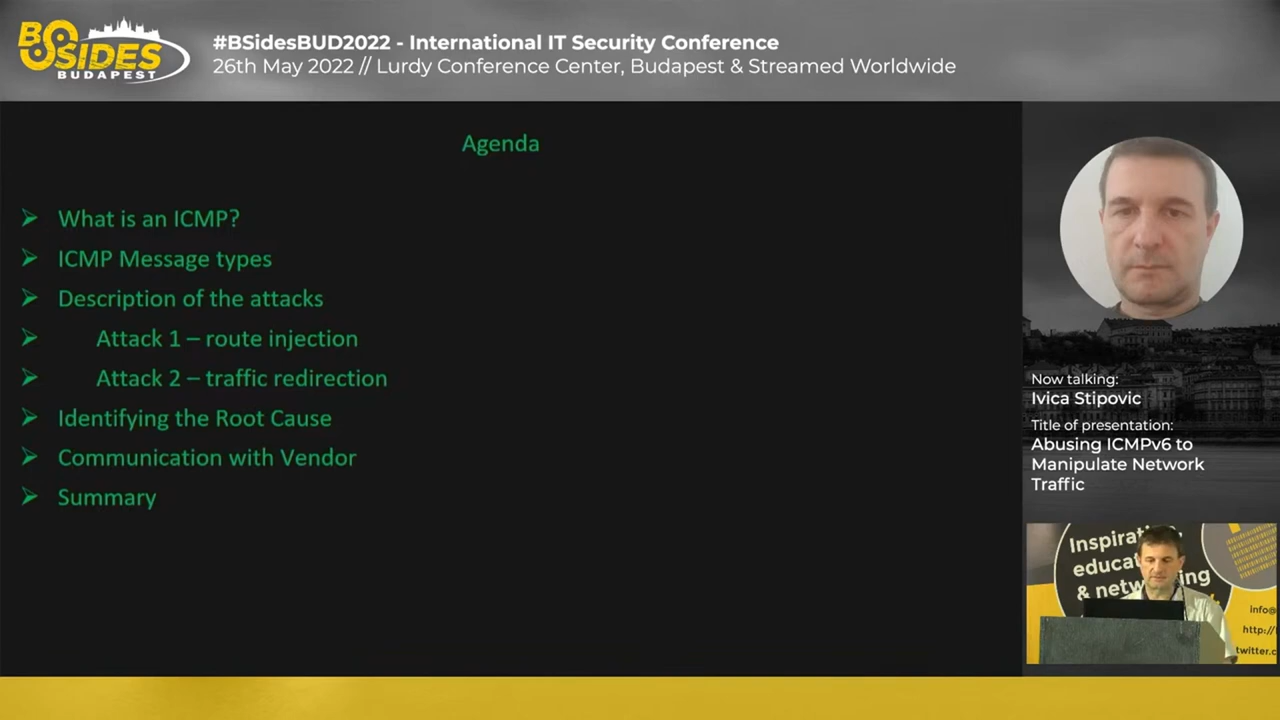 BSIDES
BUDAPEST
#BSidesBUD2022 - International IT Security Conference
26th May 2022 // Lurdy Conference Center, Budapest & Streamed Worldwide
Agenda
➢ What is an ICMP?
➢ ICMP Message types
➢ Description of the attacks
➢ Attack 1 – route injection
➢ Attack 2 – traffic redirection
➢ Identifying the Root Cause
➢ Communication with Vendor
➢ Summary
Now talking:
Ivica Stipovic
Title of presentation:
Abusing ICMPv6 to
Manipulate Network
Traffic
& 
info@
http://
twitter.c